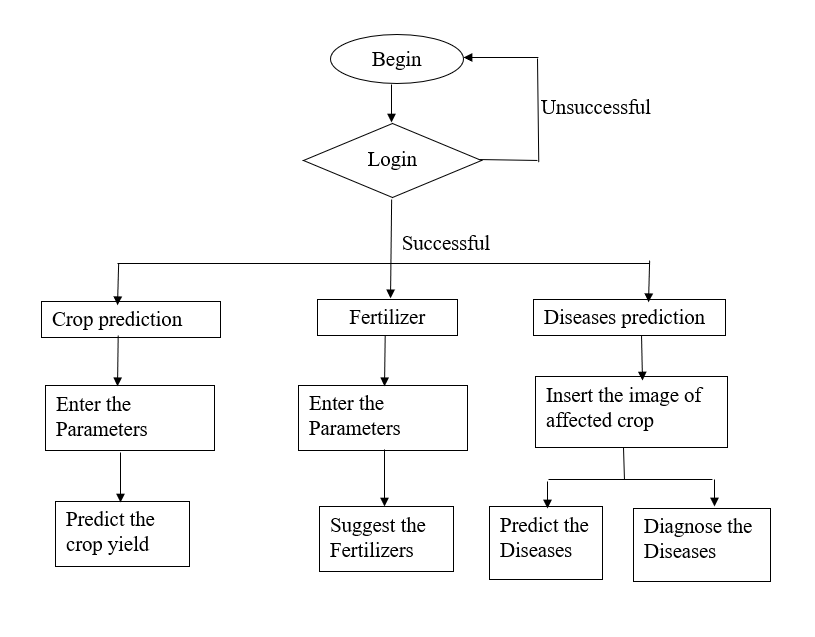 Begin
Unsuccessful
Login
Successful
Crop prediction
Fertilizer
Diseases prediction
Enter the
Parameters
Enter the
Parameters
Insert the image of
affected crop
Predict the
crop yield
Suggest the
Fertilizers
Predict the
Diseases
Diagnose the
Diseases